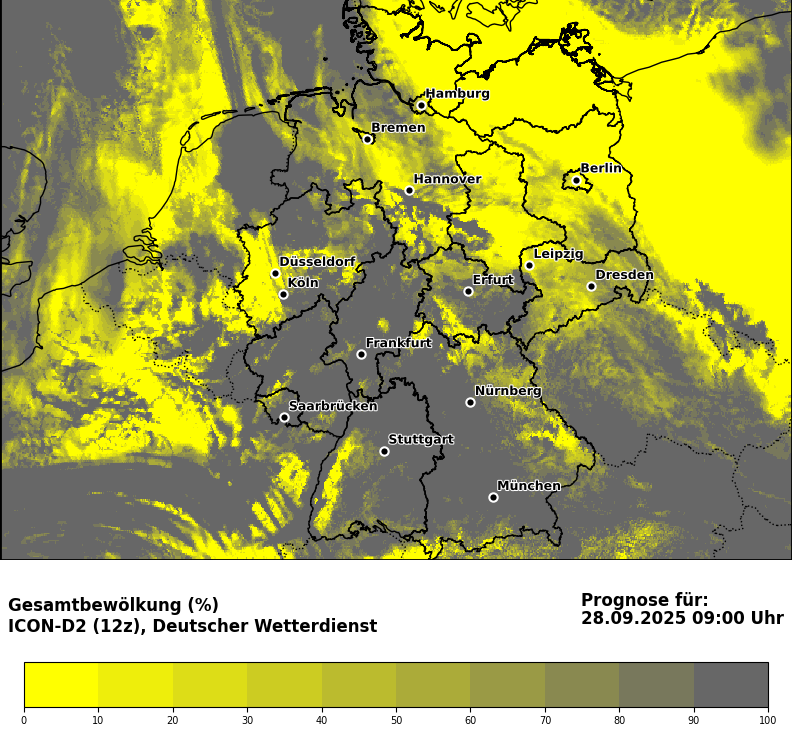 Hamburg
Bremen
Berlin
Hannover
Düsseldorf
Leipzig
Köln
Erfurt
Dresden
Frankfurt
Nürnberg
Saarbrücken
Stuttgart
München
Gesamtbewölkung (%)
ICON-D2 (12z), Deutscher Wetterdienst
Prognose für:
28.09.2025 09:00 Uhr
0 10 20 30 40 50 60 70 80 90 100